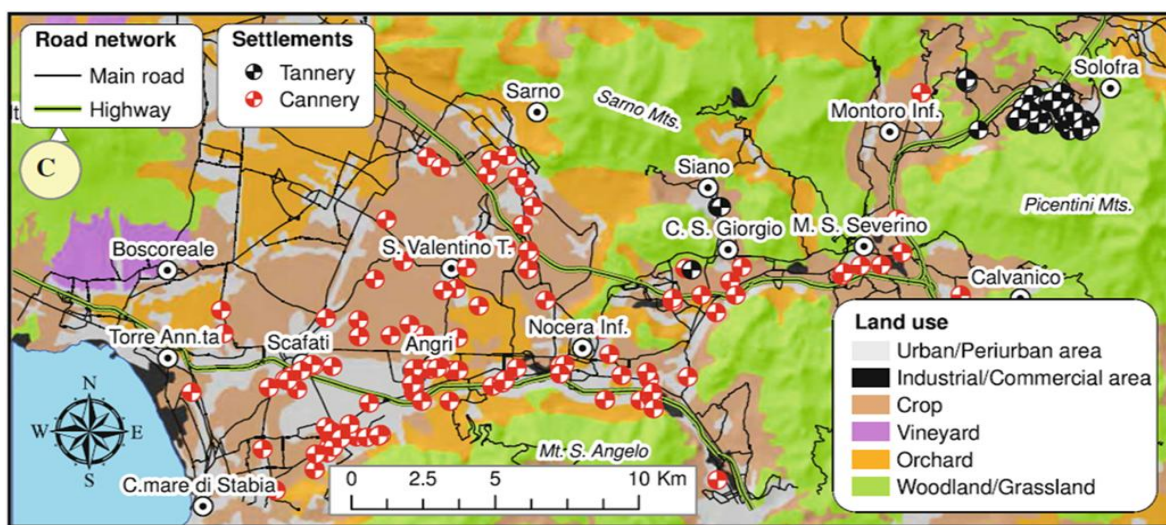 Road network
Main road
Highway
Settlements
Tannery
Cannery
C
Sarno
Sarno Mts.
Solofra
Montoro Inf.
Siano
Picentini Mts.
Boscoreale
S. Valentino T.
C. S. Giorgio
M. S. Severino
Calvanico
Torre Ann.ta
Scafati
Angri
Nocera Inf.
Land use
Urban/Periurban area
Industrial/Commercial area
Crop
Vineyard
Orchard
Woodland/Grassland
N
W
E
S
Mt. S. Angelo
C.mare di Stabia
0 2.5 5 10 Km